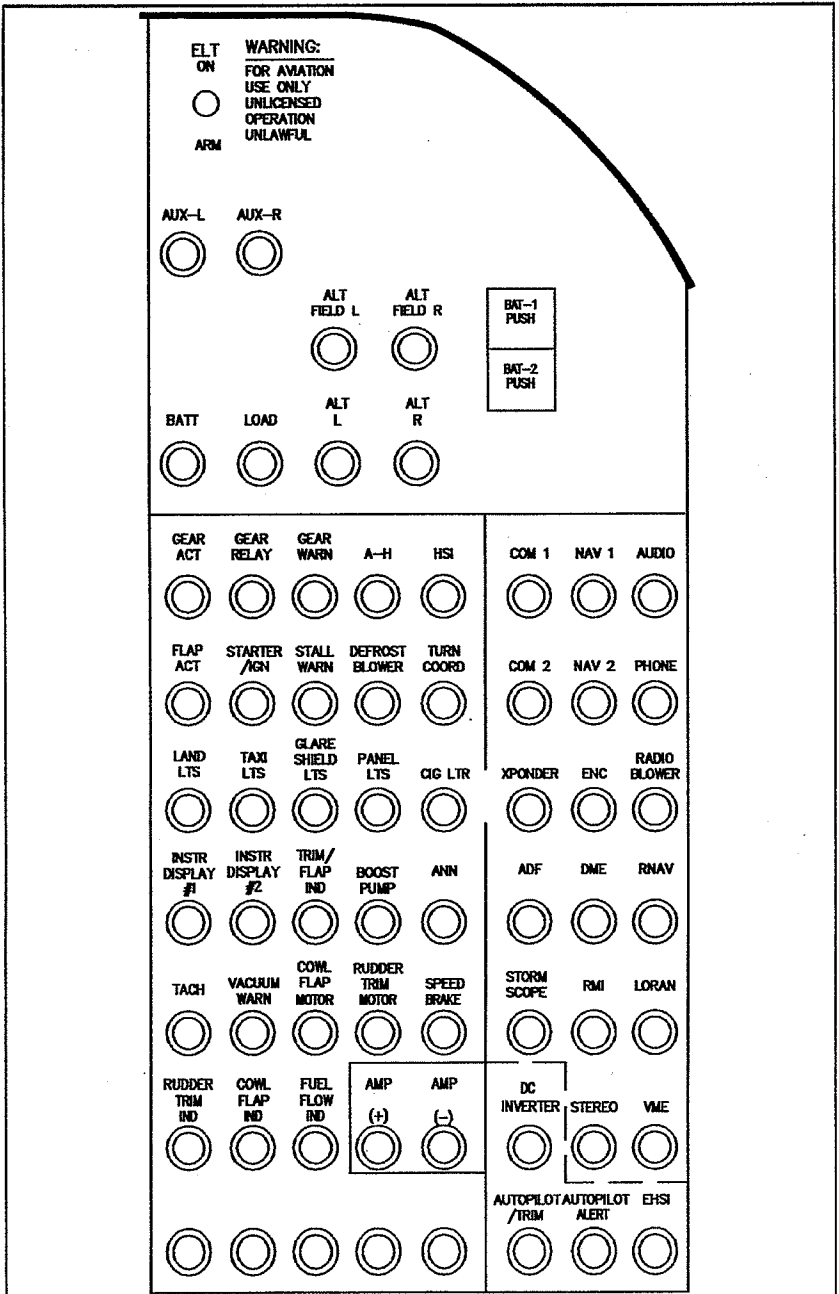 ELT
ON
ARM
WARNING:
FOR AVIATION
USE ONLY
UNLICENSED
OPERATION
UNLAWFUL
AUX-L AUX-R
ALT
FIELD L
ALT
FIELD R
BAT-1
PUSH
BAT-2
PUSH
BATT LOAD
ALT
L
ALT
R
GEAR
ACT
GEAR
RELAY
GEAR
WARN
A-H
HSI
COM 1
NAV 1
AUDIO
FLAP
ACT
STARTER
/IGN
STALL
WARN
DEFROST
BLOWER
TURN
COORD
COM 2
NAV 2
PHONE
LAND
LTS
TAXI
LTS
GLARE
SHIELD
LTS
PANEL
LTS
CIG LTR
XPONDER
ENC
RADIO
BLOWER
INSTR
DISPLAY
#1
INSTR
DISPLAY
#2
TRIM/
FLAP
IND
BOOST
PUMP
ANN
ADF
DME
RNAV
TACH
VACUUM
WARN
COWL
FLAP
MOTOR
RUDDER
TRIM
MOTOR
SPEED
BRAKE
STORM
SCOPE
RMI
LORAN
RUDDER
TRIM
IND
COWL
FLAP
IND
FUEL
FLOW
IND
AMP
(+)
AMP
(-)
DC
INVERTER
STEREO
VME
AUTOPILOT
/TRIM
AUTOPILOT
ALERT
EHSI